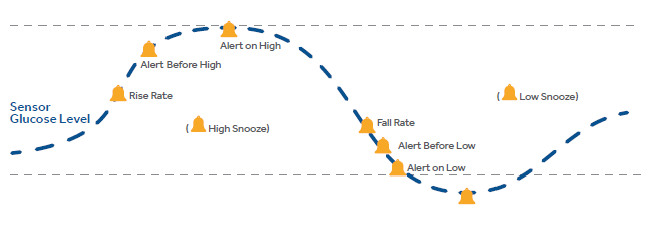 Alert on High
Alert Before High
Rise Rate
( Low Snooze)
Sensor
Glucose Level
( High Snooze)
Fall Rate
Alert Before Low
Alert on Low